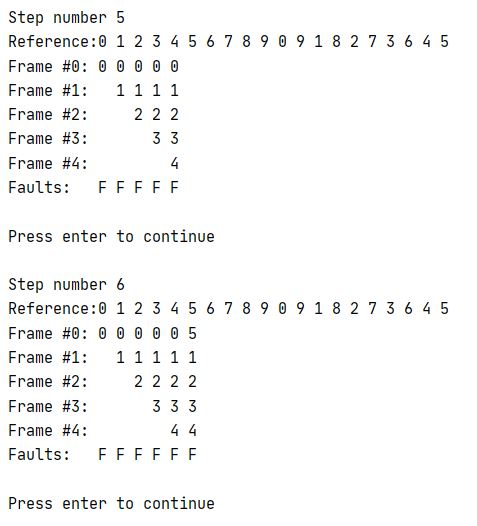 Step number 5
Reference:0 1 2 3 4 5 6 7 8 9 0 9 1 8 2 7 3 6 4 5
Frame #0: 0 0 0 0 0
Frame #1:   1 1 1 1
Frame #2:     2 2 2
Frame #3:       3 3
Frame #4:         4
Faults:   F F F F F

Press enter to continue

Step number 6
Reference:0 1 2 3 4 5 6 7 8 9 0 9 1 8 2 7 3 6 4 5
Frame #0: 0 0 0 0 0 5
Frame #1:   1 1 1 1 1
Frame #2:     2 2 2 2
Frame #3:       3 3 3
Frame #4:         4 4
Faults:   F F F F F F

Press enter to continue